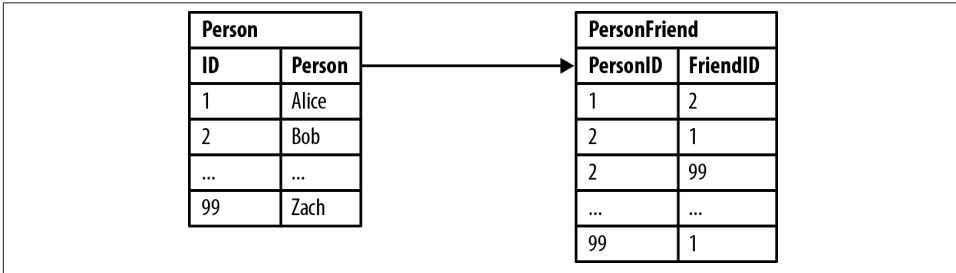 Person
ID Person
1 Alice
2 Bob
... ...
99 Zach
PersonFriend
PersonID FriendID
1 2
2 1
2 99
... ...
99 1